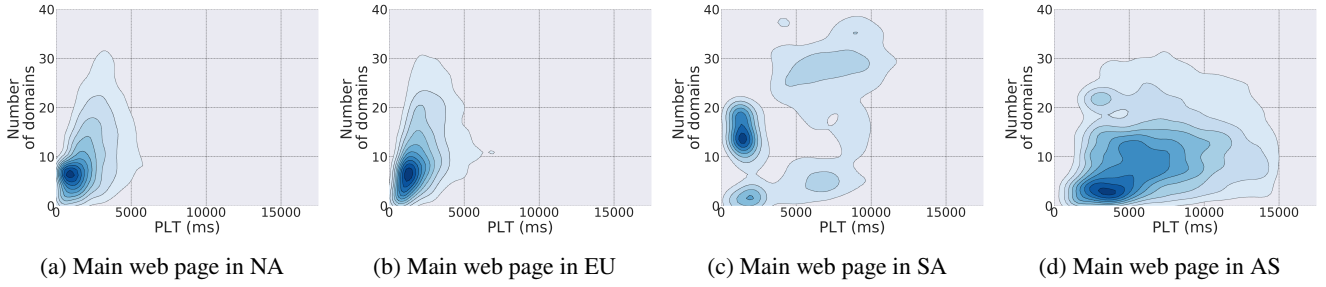 40
30
20
10
0
Number
of domains
0 5000 10000 15000
PLT (ms)
(a) Main web page in NA
40
30
20
10
0
Number
of domains
0 5000 10000 15000
PLT (ms)
(b) Main web page in EU
40
30
20
10
0
Number
of domains
0 5000 10000 15000
PLT (ms)
(c) Main web page in SA
40
30
20
10
0
Number
of domains
0 5000 10000 15000
PLT (ms)
(d) Main web page in AS